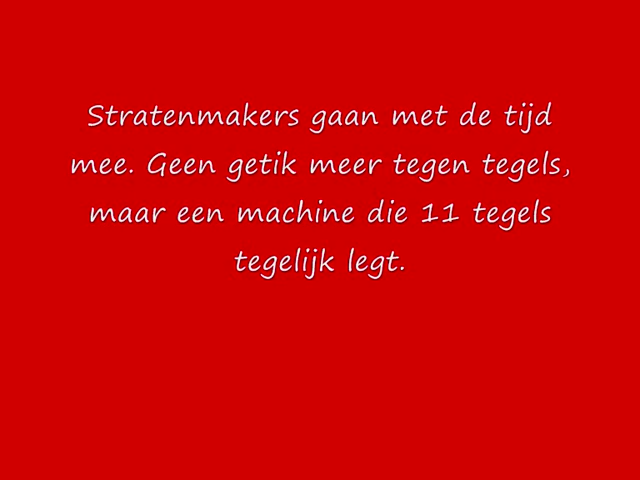 Stratenmakers gaan met de tijd
mee. Geen getik meer tegen tegels,
maar een machine die 11 tegels
tegelijk legt.